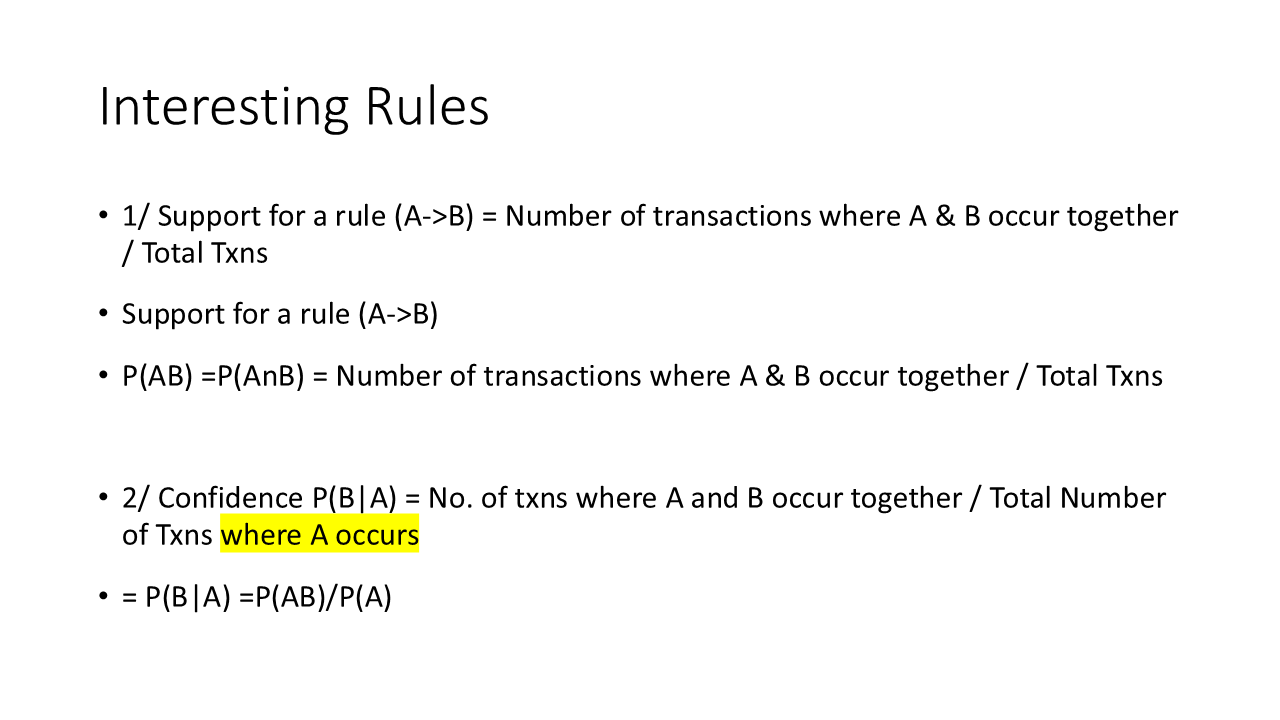 Interesting Rules
• 1/ Support for a rule (A->B) = Number of transactions where A & B occur together
/ Total Txns
• Support for a rule (A->B)
• P(AB) =P(AnB) = Number of transactions where A & B occur together / Total Txns
• 2/ Confidence P(B|A) = No. of txns where A and B occur together / Total Number
of Txns where A occurs
• = P(B|A) =P(AB)/P(A)